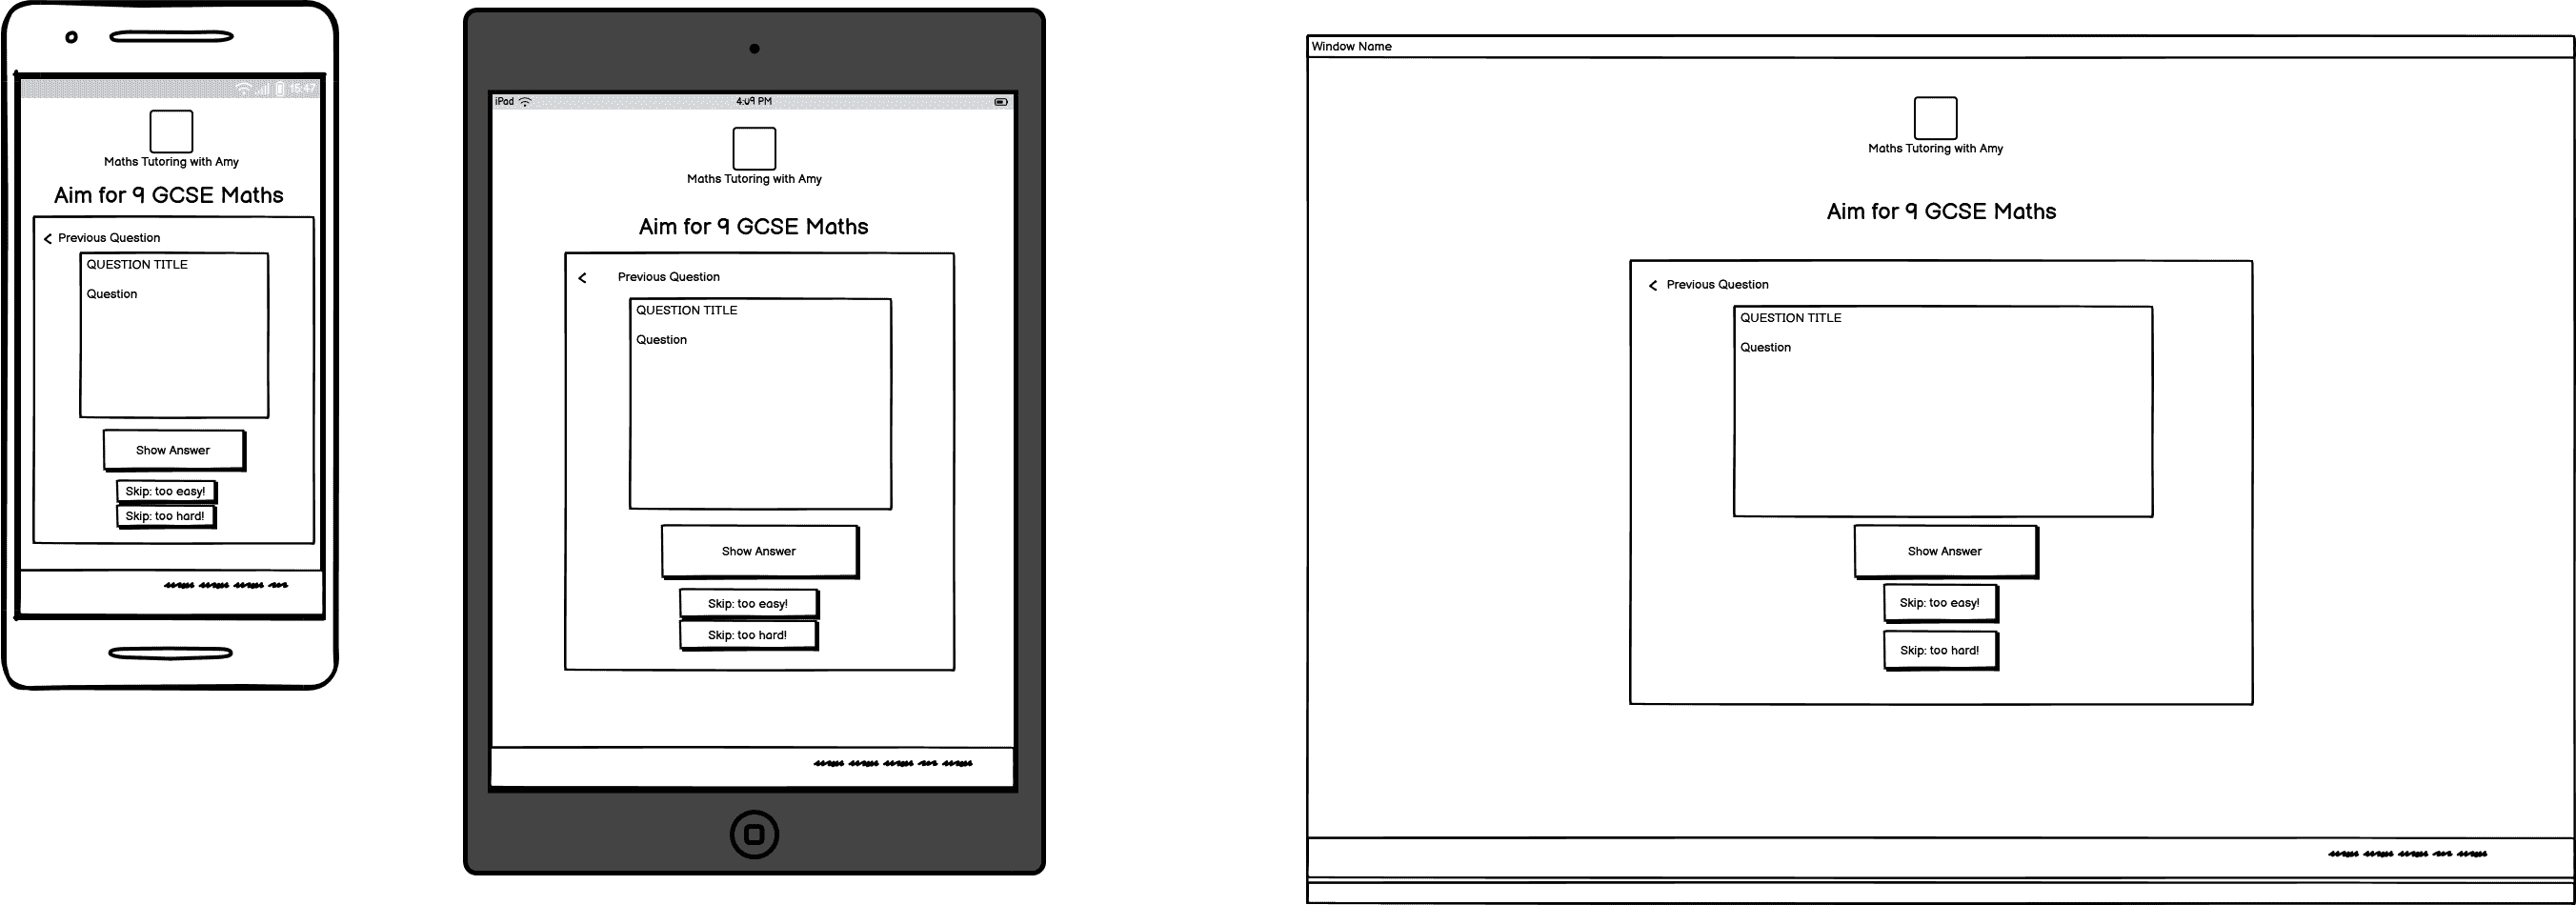 15:47
Maths Tutoring with Amy
Aim for 9 GCSE Maths
Previous Question
QUESTION TITLE
Question
Show Answer
Skip: too easy!
Skip: too hard!
iPad
4:09 PM
Maths Tutoring with Amy
Aim for 9 GCSE Maths
Previous Question
QUESTION TITLE
Question
Show Answer
Skip: too easy!
Skip: too hard!
Window Name
Maths Tutoring with Amy
Aim for 9 GCSE Maths
Previous Question
QUESTION TITLE
Question
Show Answer
Skip: too easy!
Skip: too hard!